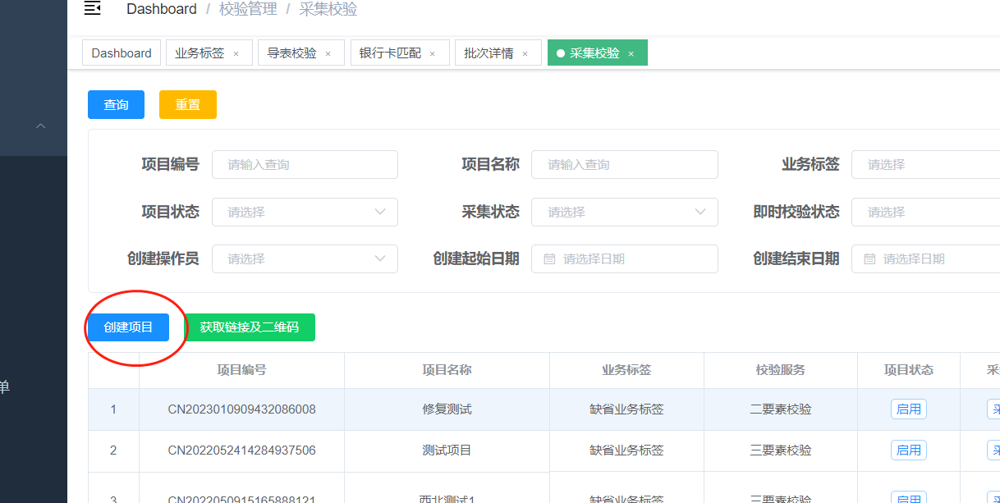 Dashboard / 校验管理 / 采集校验
Dashboard 业务标签 × 导表校验 × 银行卡匹配 × 批次详情 × 采集校验 ×
查询 重置
项目编号 请输入查询 项目名称 请输入查询 业务标签 请选择
项目状态 请选择 采集状态 请选择 即时校验状态 请选择
创建操作员 请选择 创建起始日期 请选择日期 创建结束日期 请选择日期
创建项目 获取链接及二维码
项目编号 项目名称 业务标签 校验服务 项目状态 采
单
1 CN2023010909432086008 修复测试 缺省业务标签 二要素校验 启用 采
2 CN2022052414284937506 测试项目 缺省业务标签 三要素校验 启用 采
3 CN2022050915165888121 西北测试1 缺省业务标签 三要素校验 启用 采